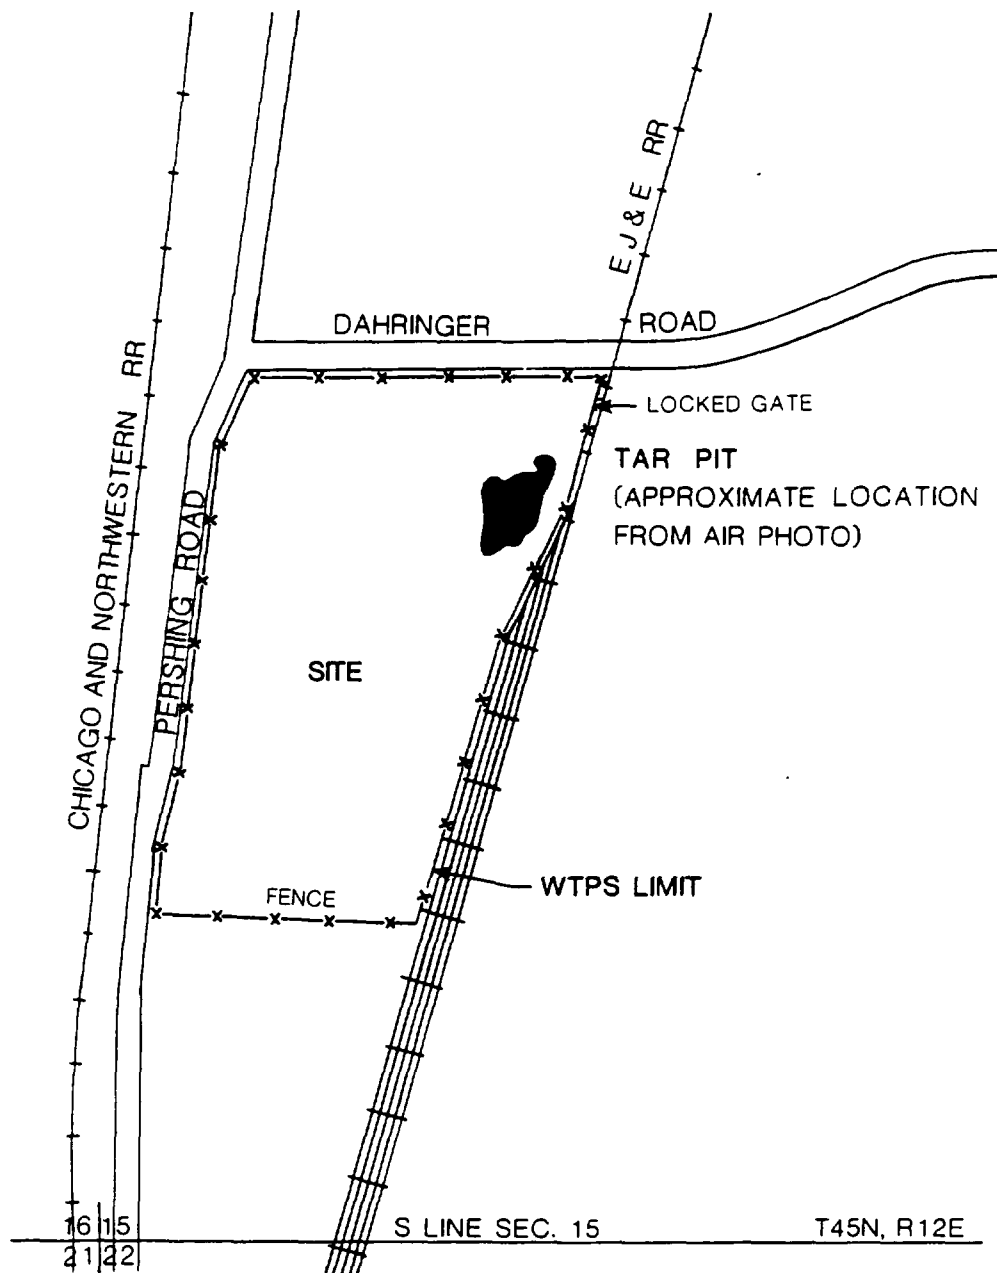 EJ&E RR
DAHRINGER ROAD
CHICAGO AND NORTHWESTERN RR
LOCKED GATE
TAR PIT
(APPROXIMATE LOCATION
FROM AIR PHOTO)
PERSHING ROAD
SITE
WTPS LIMIT
FENCE
16 15
S LINE SEC. 15
T45N, R12E
21 22